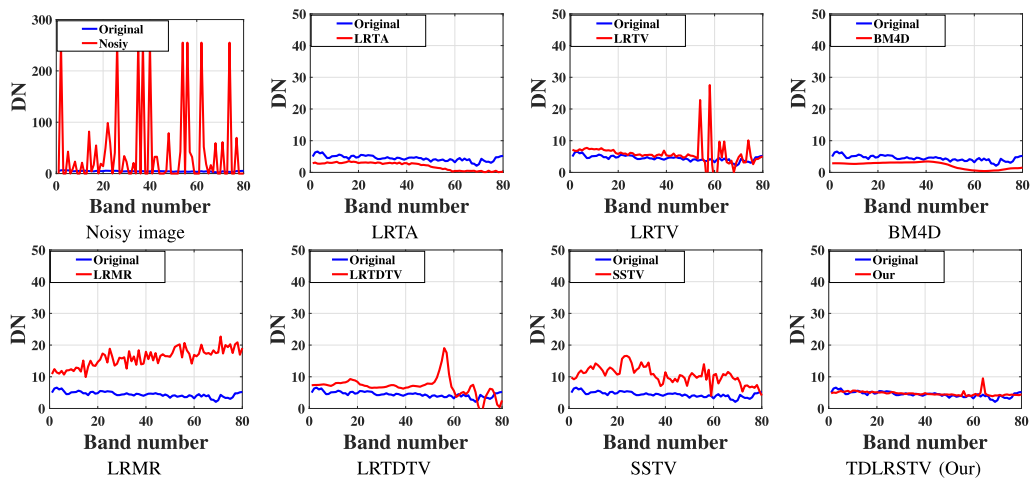 300
200
100
0
DN
Original
Nosiy
0 20 40 60 80
Band number
Noisy image
50
40
30
20
10
0
DN
Original
LRTA
0 20 40 60 80
Band number
LRTA
50
40
30
20
10
0
DN
Original
LRTV
0 20 40 60 80
Band number
LRTV
50
40
30
20
10
0
DN
Original
BM4D
0 20 40 60 80
Band number
BM4D
50
40
30
20
10
0
DN
Original
LRMR
0 20 40 60 80
Band number
LRMR
50
40
30
20
10
0
DN
Original
LRTDTV
0 20 40 60 80
Band number
LRTDTV
50
40
30
20
10
0
DN
Original
SSTV
0 20 40 60 80
Band number
SSTV
50
40
30
20
10
0
DN
Original
Our
0 20 40 60 80
Band number
TDLRSTV (Our)